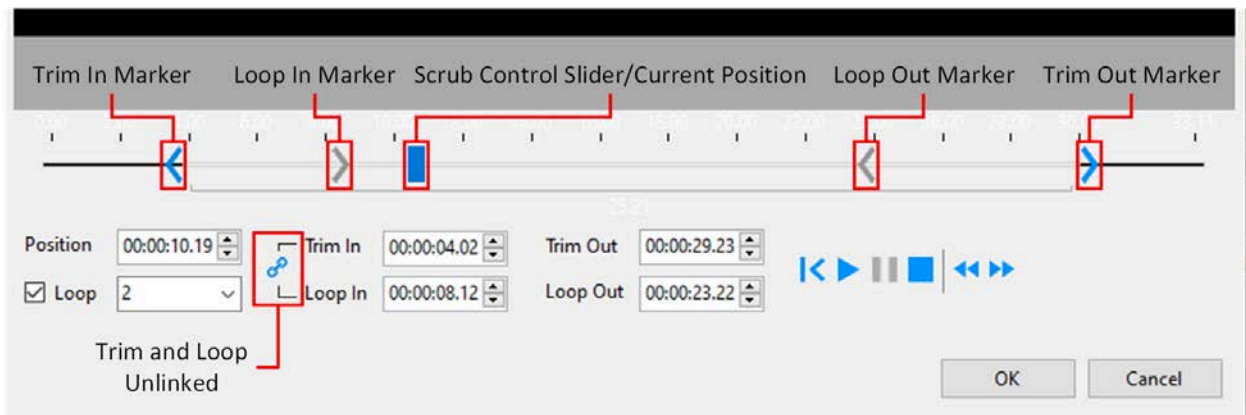 Trim In Marker Loop In Marker Scrub Control Slider/Current Position Loop Out Marker Trim Out Marker
25.21
Position 00:00:10.19 Trim In 00:00:04.02 Trim Out 00:00:29.23
Loop 2 Loop In 00:00:08.12 Loop Out 00:00:23.22
Trim and Loop
Unlinked
OK Cancel